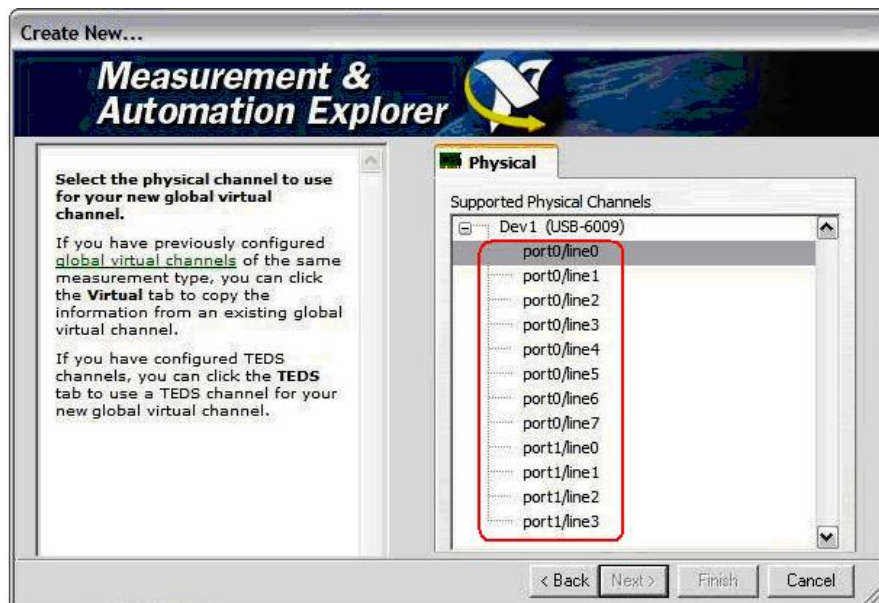 Create New...
Measurement &
Automation Explorer
Select the physical channel to use
for your new global virtual
channel.
If you have previously configured
global virtual channels of the same
measurement type, you can click
the Virtual tab to copy the
information from an existing global
virtual channel.
If you have configured TEDS
channels, you can click the TEDS
tab to use a TEDS channel for your
new global virtual channel.
Physical
Supported Physical Channels
Dev1 (USB-6009)
port0/line0
port0/line1
port0/line2
port0/line3
port0/line4
port0/line5
port0/line6
port0/line7
port1/line0
port1/line1
port1/line2
port1/line3
< Back
Next >
Finish
Cancel